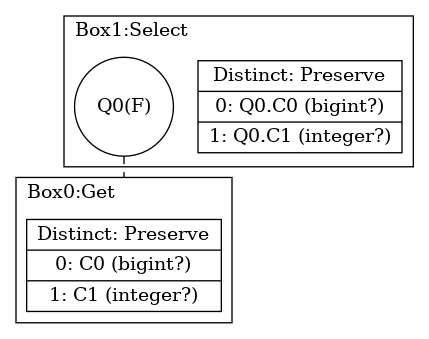 Box1:Select
Q0(F)
Distinct: Preserve
0: Q0.C0 (bigint?)
1: Q0.C1 (integer?)
Box0:Get
Distinct: Preserve
0: C0 (bigint?)
1: C1 (integer?)